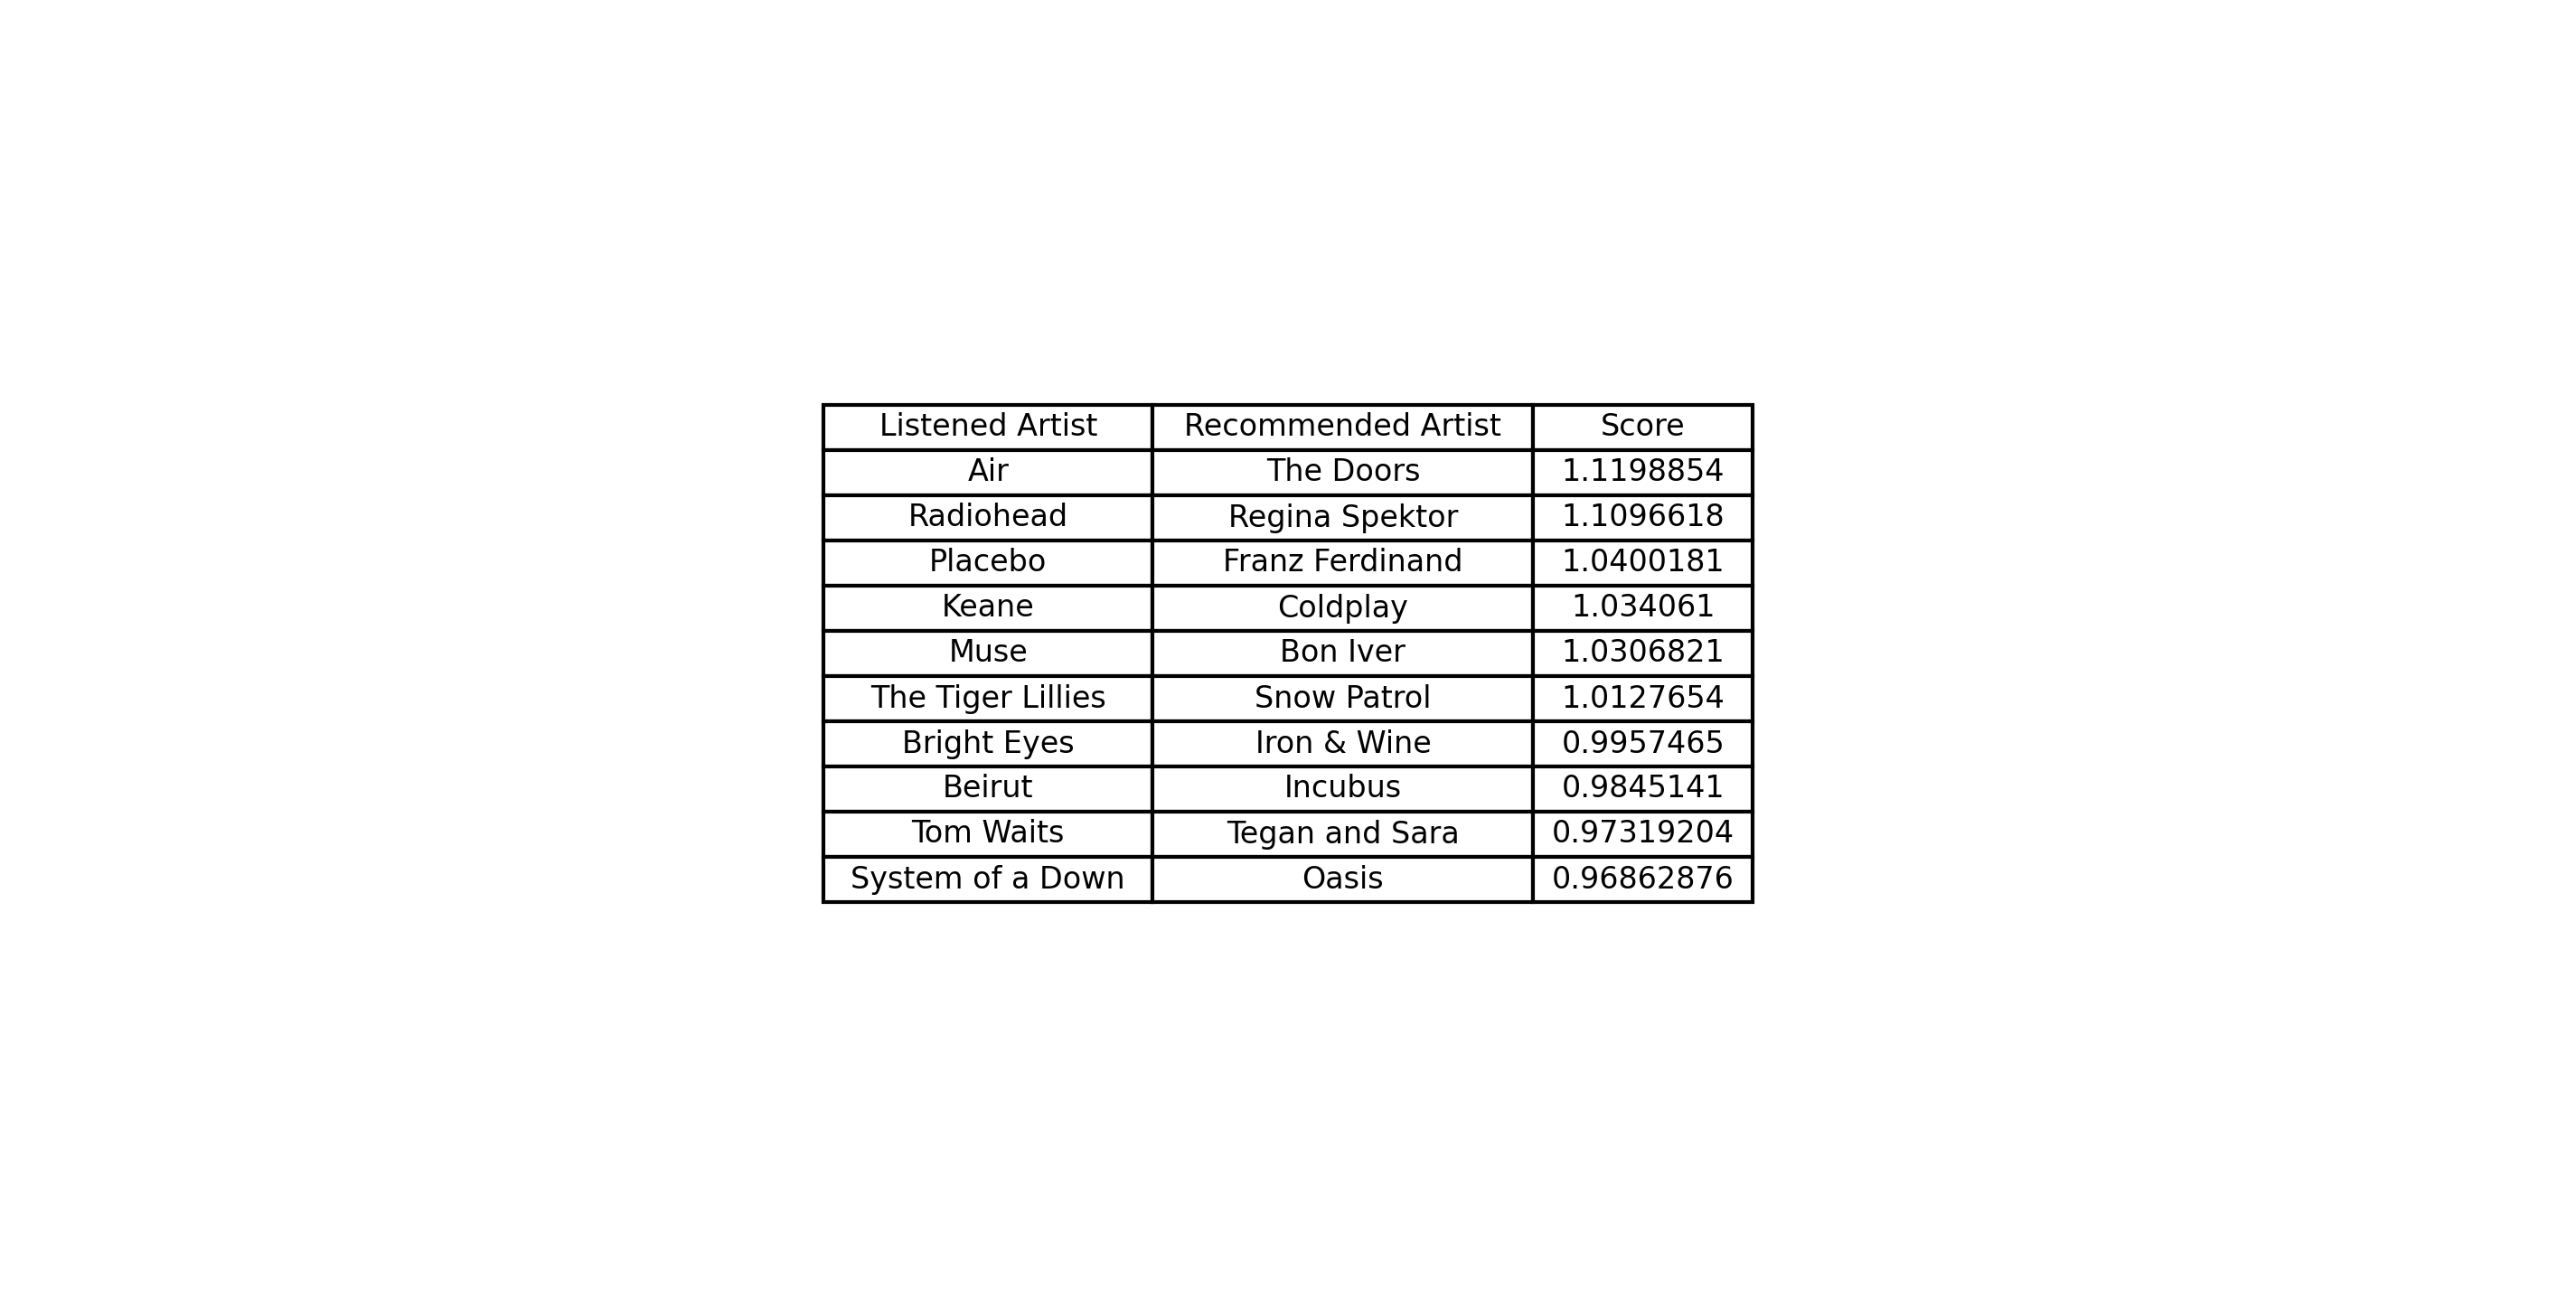 Listened Artist Recommended Artist Score
Air The Doors 1.1198854
Radiohead Regina Spektor 1.1096618
Placebo Franz Ferdinand 1.0400181
Keane Coldplay 1.034061
Muse Bon Iver 1.0306821
The Tiger Lillies Snow Patrol 1.0127654
Bright Eyes Iron & Wine 0.9957465
Beirut Incubus 0.9845141
Tom Waits Tegan and Sara 0.97319204
System of a Down Oasis 0.96862876